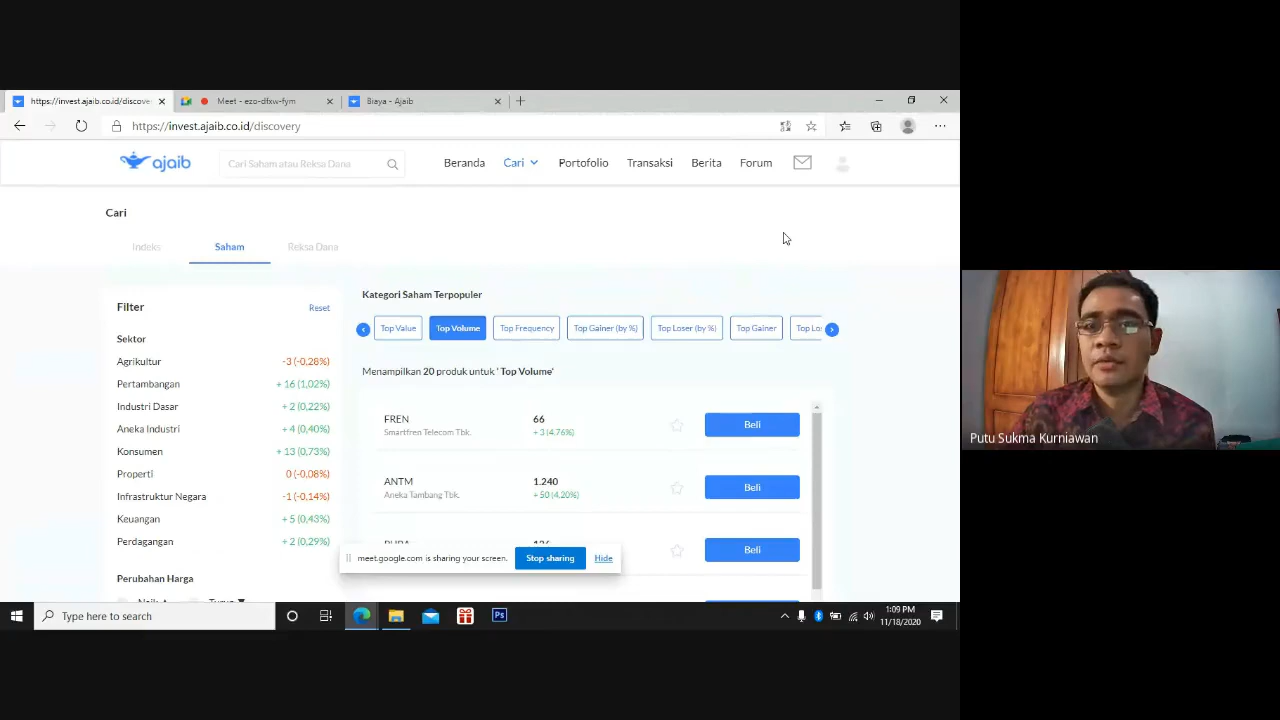 https://invest.ajaib.co.id/discove
Meet - ezo-dfxw-fym
Biaya - Ajaib
https://invest.ajaib.co.id/discovery
ajaib
Cari Saham atau Reksa Dana
Beranda
Cari
Portofolio
Transaksi
Berita
Forum
Cari
Indeks
Saham
Reksa Dana
Filter
Reset
Sektor
Agrikultur -3 (-0,28%)
Pertambangan + 16 (1,02%)
Industri Dasar + 2 (0,22%)
Aneka Industri + 4 (0,40%)
Konsumen + 13 (0,73%)
Properti 0 (-0,08%)
Infrastruktur Negara -1 (-0,14%)
Keuangan + 5 (0,43%)
Perdagangan + 2 (0,29%)
Perubahan Harga
Kategori Saham Terpopuler
Top Value
Top Volume
Top Frequency
Top Gainer (by %)
Top Loser (by %)
Top Gainer
Top Lo
Menampilkan 20 produk untuk ' Top Volume'
FREN 66
Smartfren Telecom Tbk. + 3 (4,76%)
Beli
ANTM 1.240
Aneka Tambang Tbk. + 50 (4,20%)
Beli
Beli
meet.google.com is sharing your screen.
Stop sharing
Hide
Type here to search
Ps
1:09 PM
11/18/2020
Putu Sukma Kurniawan